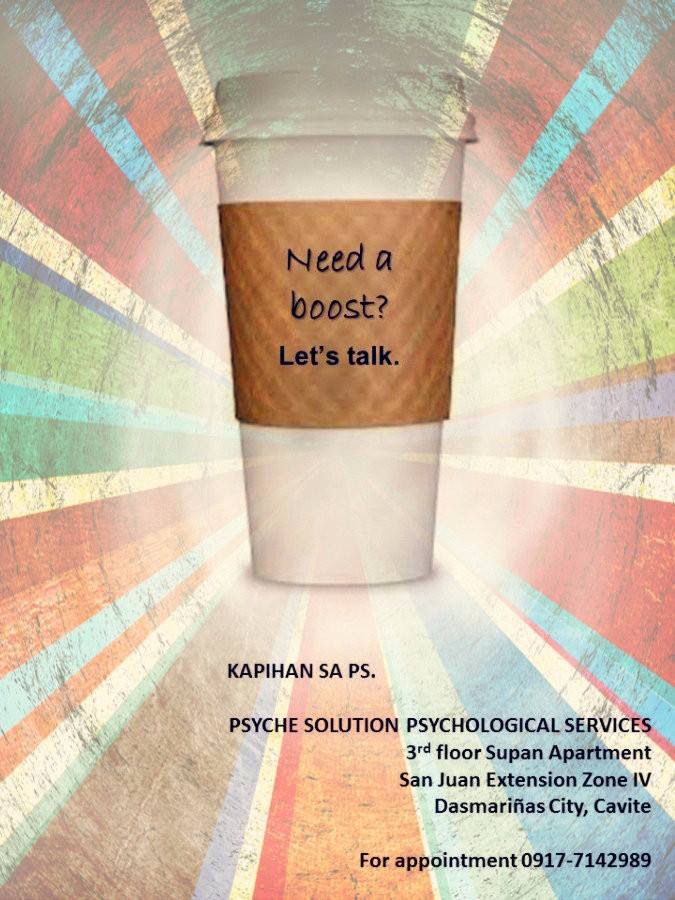 Need a
boost?
Let's talk.
KAPIHAN SA PS.
PSYCHE SOLUTION PSYCHOLOGICAL SERVICES
3rd floor Supan Apartment
San Juan Extension Zone IV
Dasmariñas City, Cavite
For appointment 0917-7142989